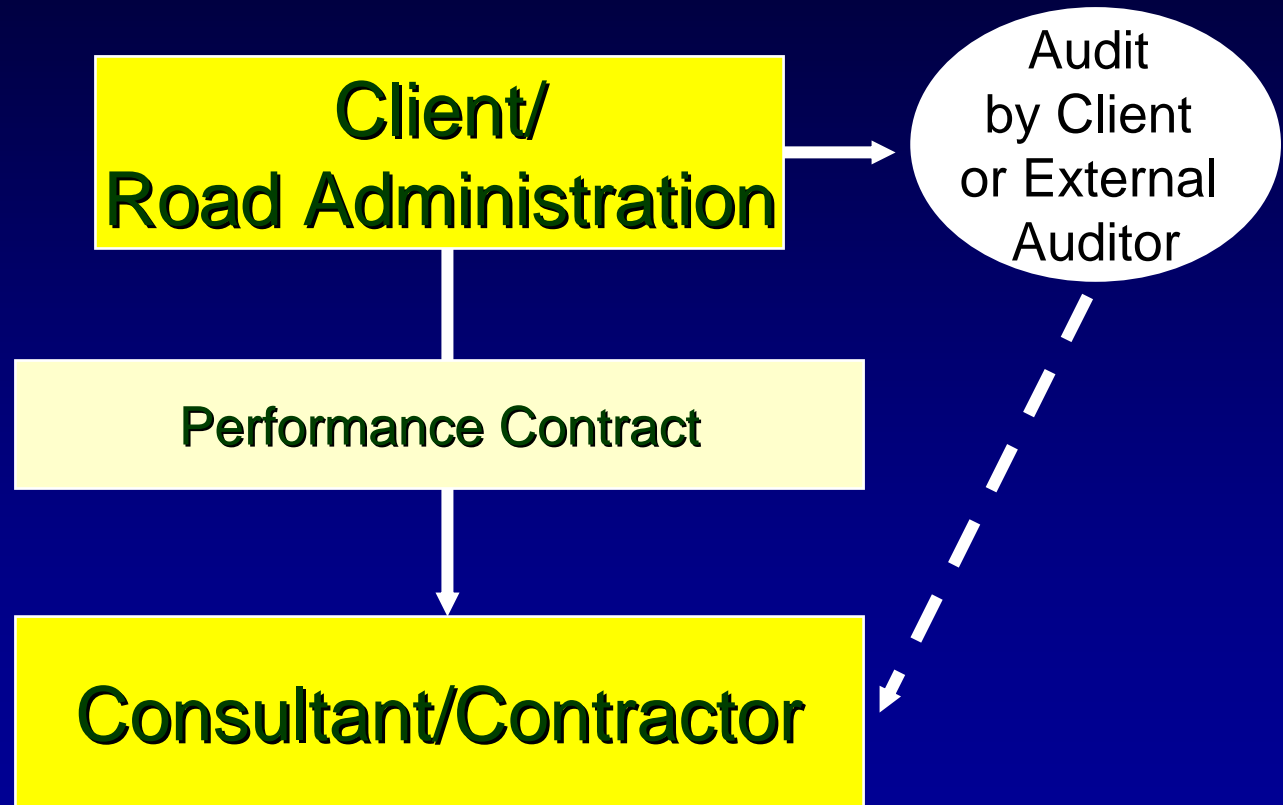 Client/
Road Administration
Audit
by Client
or External
Auditor
Performance Contract
Consultant/Contractor